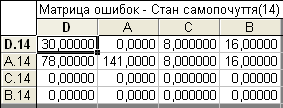 Матрица ошибок - Стан самопочуття(14)
D A C B
D.14 30,00000 0,0000 8,000000 16,00000
A.14 78,00000 141,0000 8,000000 16,00000
C.14 0,00000 0,0000 0,000000 0,00000
B.14 0,00000 0,0000 0,000000 0,00000